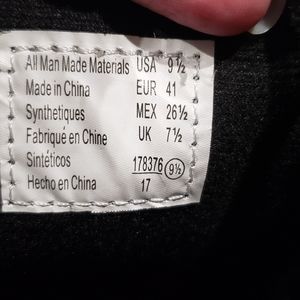 All Man Made Materials USA 9½
Made in China EUR 41
Synthetiques MEX 26½
Fabriqué en Chine UK 7½
Sintéticos 178376 9½
Hecho en China 17